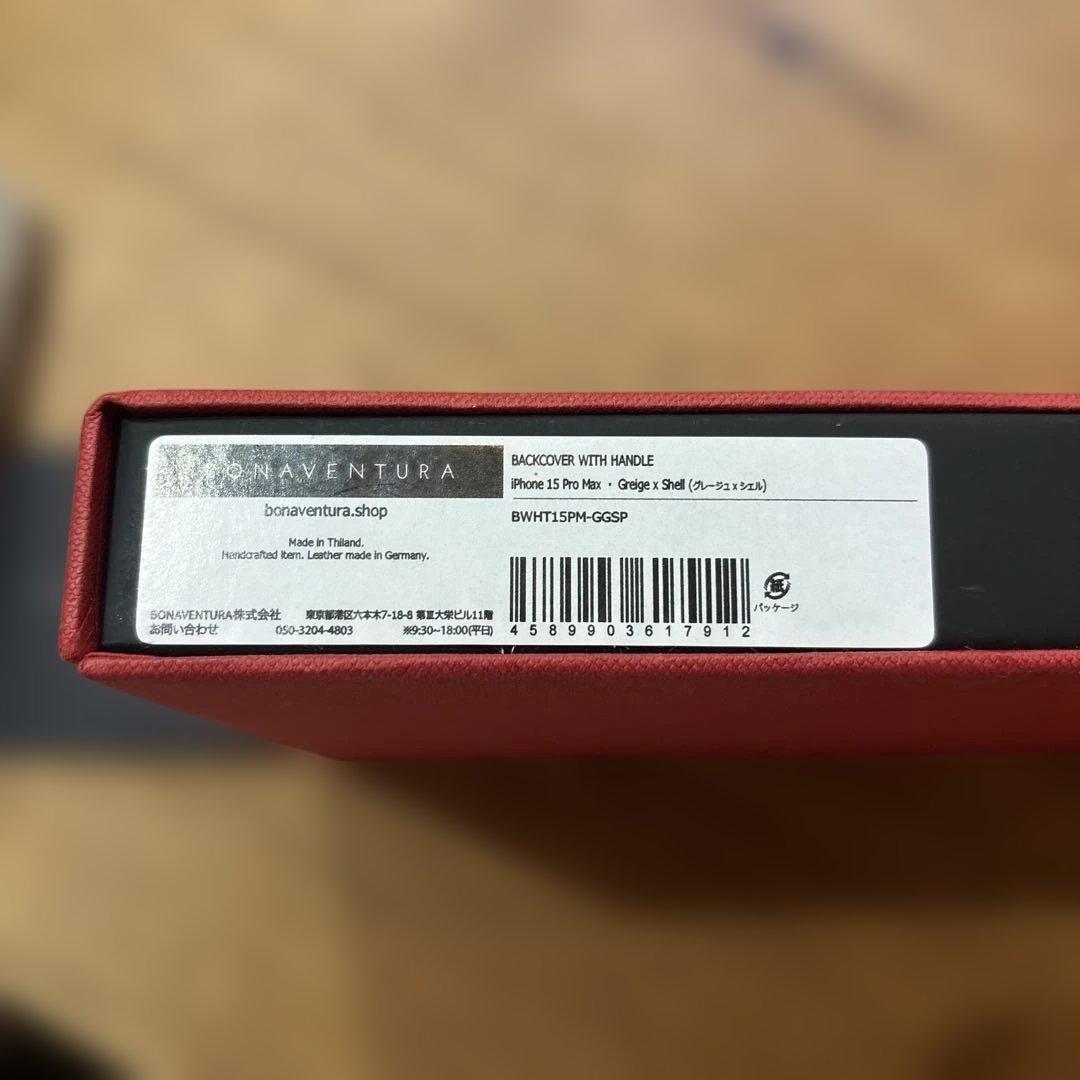 BONAVENTURA
bonaventura.shop
Made in Thiland.
Handcrafted item. Leather made in Germany.
BONAVENTURA株式会社 東京都港区六本木7-18-8 第Ⅲ大栄ビル11階
お問い合わせ 050-3204-4803 ※9:30~18:00(平日)
BACKCOVER WITH HANDLE
iPhone 15 Pro Max ・ Greige x Shell (グレージュ x シェル)
BWHT15PM-GGSP
4589903617912
紙
パッケージ